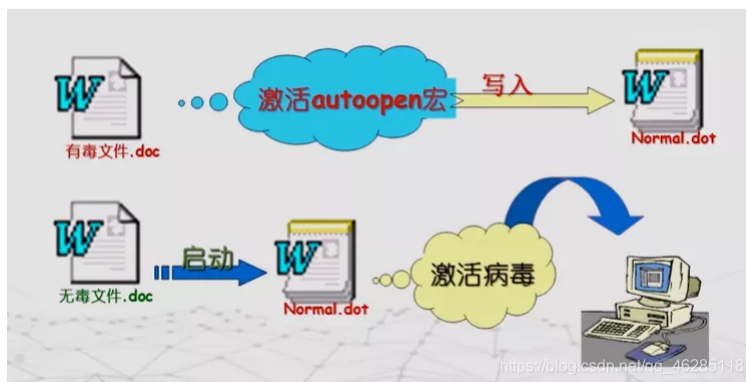 激活autoopen宏
写入
有毒文件.doc
Normal.dot
启动
激活病毒
无毒文件.doc
Normal.dot
https://blog.csdn.net/qq_46285118